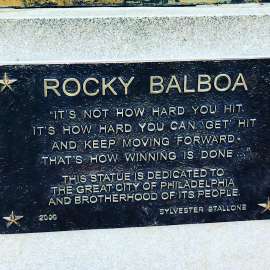 ROCKY BALBOA
"IT'S NOT HOW HARD YOU HIT.
IT'S HOW HARD YOU CAN "GET" HIT
AND KEEP MOVING FORWARD.
THAT'S HOW WINNING IS DONE..."
THIS STATUE IS DEDICATED TO
THE GREAT CITY OF PHILADELPHIA
AND BROTHERHOOD OF ITS PEOPLE.
2006 SYLVESTER STALLONE